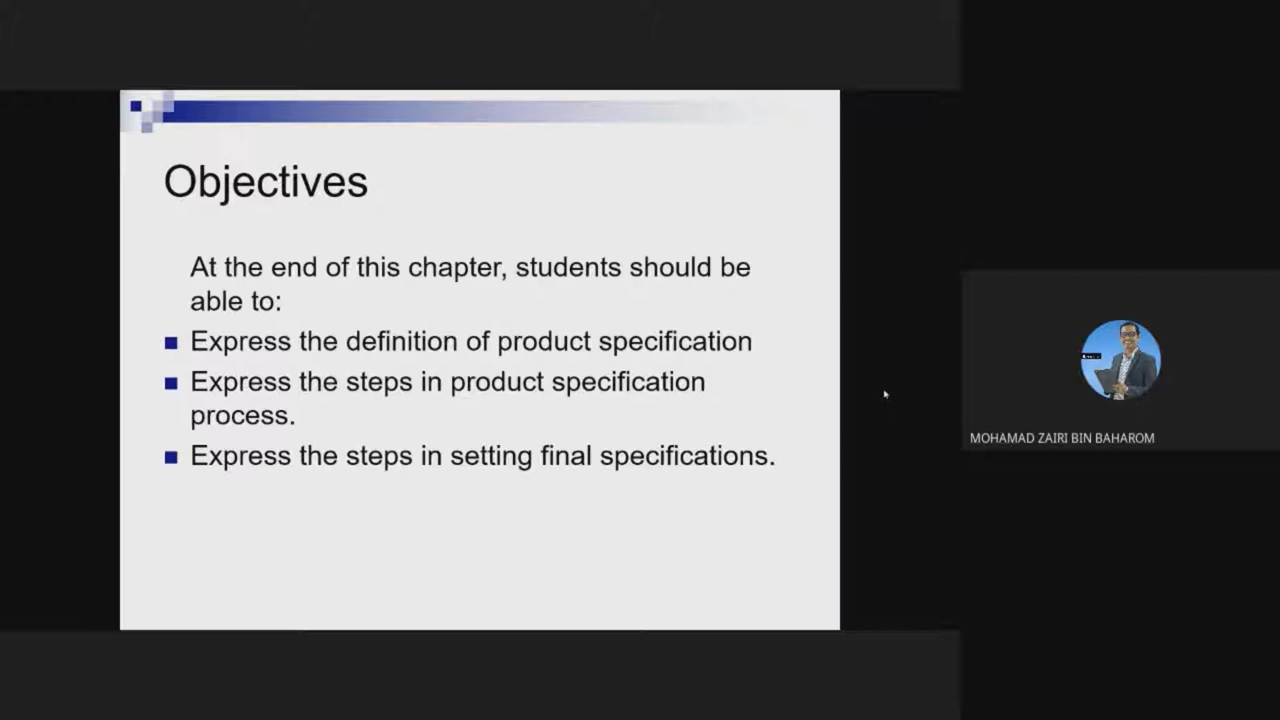 Objectives
At the end of this chapter, students should be
able to:
Express the definition of product specification
Express the steps in product specification
process.
Express the steps in setting final specifications.
MOHAMAD ZAIRI BIN BAHAROM